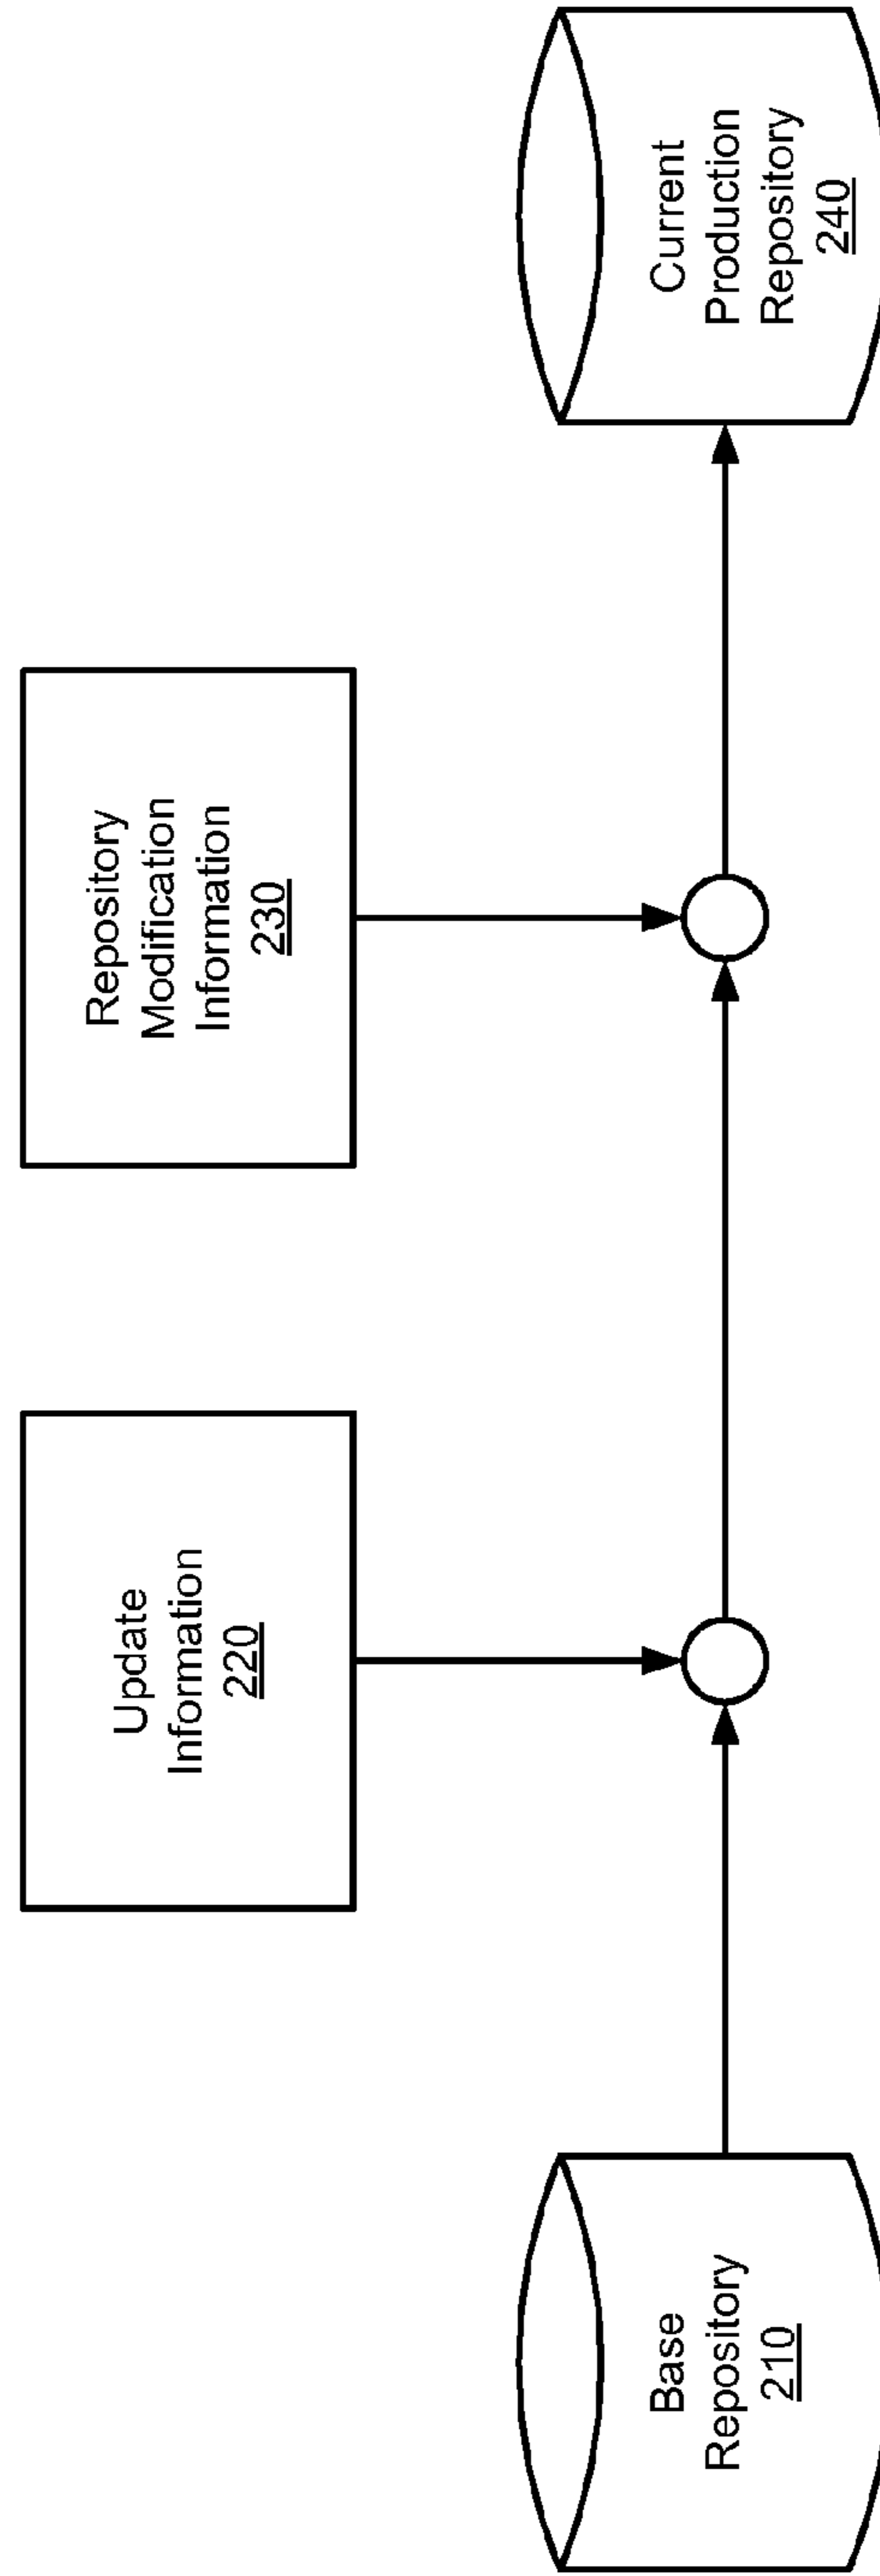 Update
Information
220
Repository
Modification
Information
230
Base
Repository
210
Current
Production
Repository
240